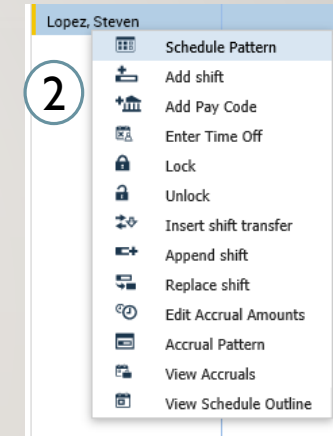 Lopez, Steven
2
Schedule Pattern
Add shift
Add Pay Code
Enter Time Off
Lock
Unlock
Insert shift transfer
Append shift
Replace shift
Edit Accrual Amounts
Accrual Pattern
View Accruals
View Schedule Outline